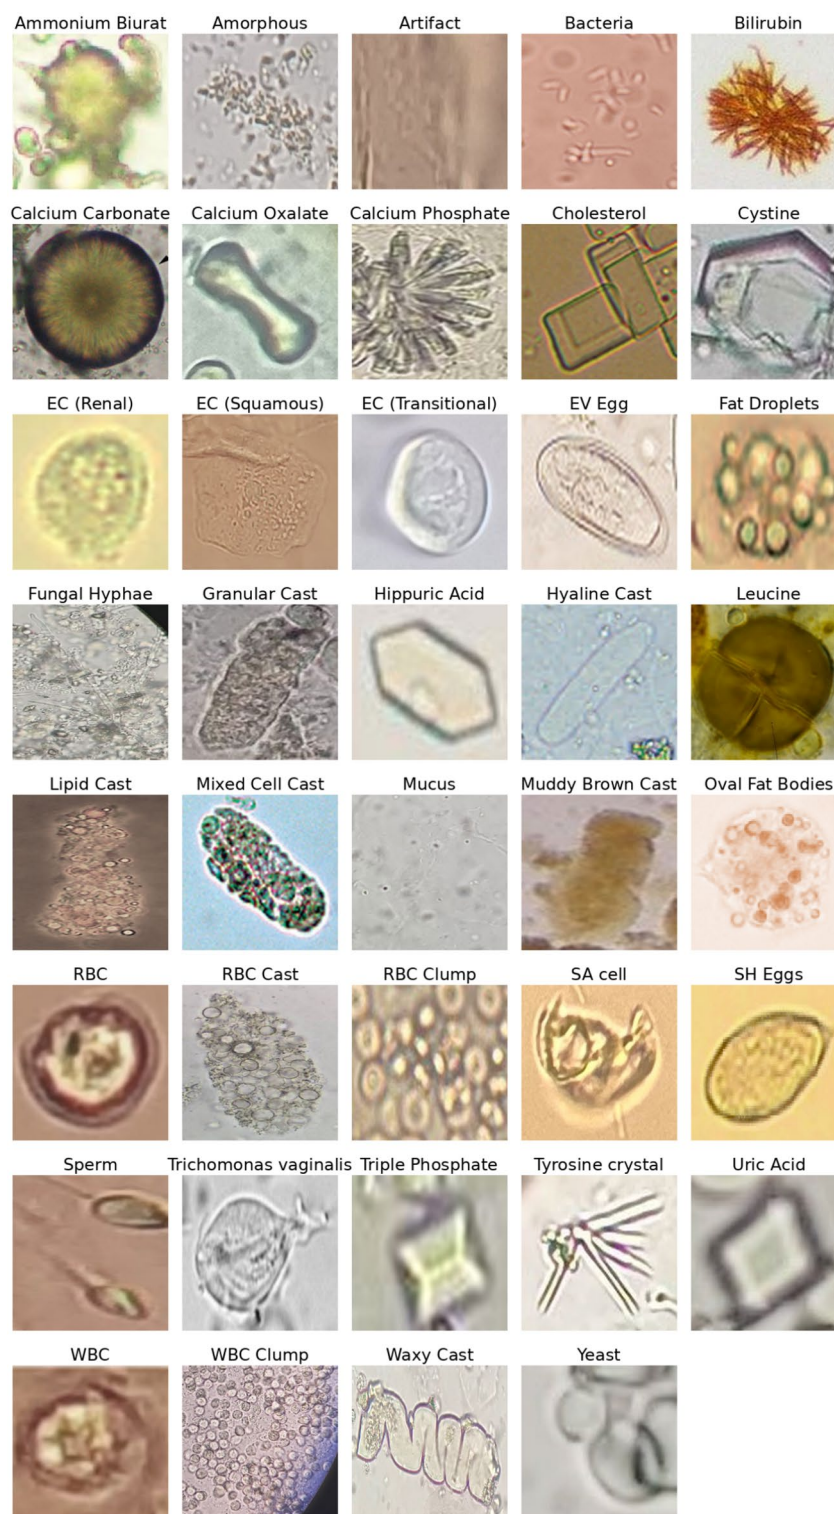 Ammonium Biurat Amorphous Artifact Bacteria Bilirubin
Calcium Carbonate Calcium Oxalate Calcium Phosphate Cholesterol Cystine
EC (Renal) EC (Squamous) EC (Transitional) EV Egg Fat Droplets
Fungal Hyphae Granular Cast Hippuric Acid Hyaline Cast Leucine
Lipid Cast Mixed Cell Cast Mucus Muddy Brown Cast Oval Fat Bodies
RBC RBC Cast RBC Clump SA cell SH Eggs
Sperm Trichomonas vaginalis Triple Phosphate Tyrosine crystal Uric Acid
WBC WBC Clump Waxy Cast Yeast